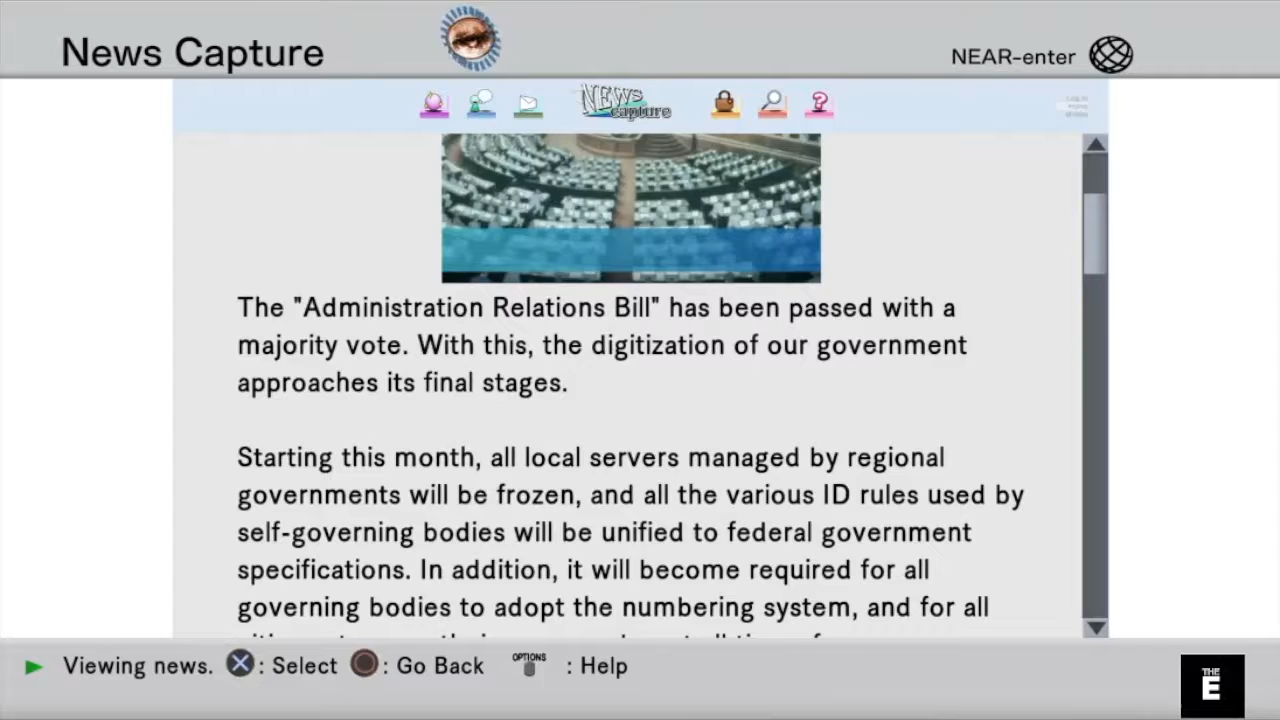 News Capture
NEAR-enter
NEWS
capture
The "Administration Relations Bill" has been passed with a
majority vote. With this, the digitization of our government
approaches its final stages.
Starting this month, all local servers managed by regional
governments will be frozen, and all the various ID rules used by
self-governing bodies will be unified to federal government
specifications. In addition, it will become required for all
governing bodies to adopt the numbering system, and for all
Viewing news. : Select : Go Back OPTIONS : Help
THE
E